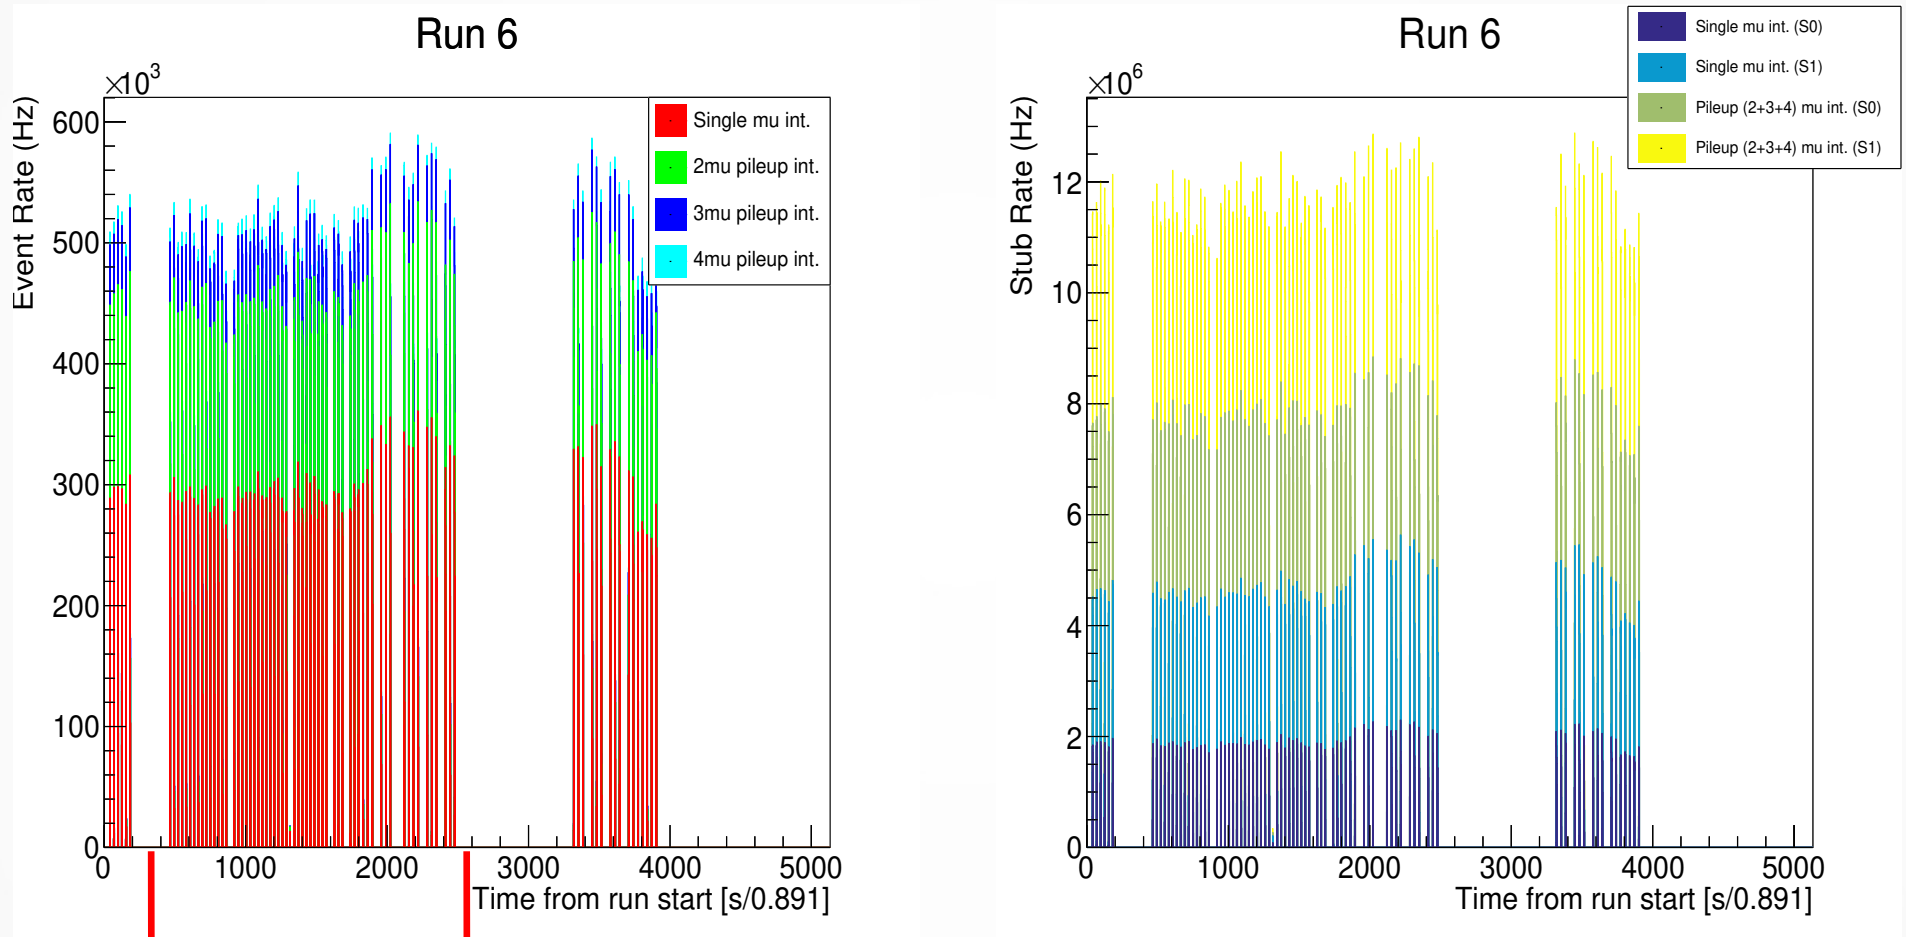 Run 6
×10³
Event Rate (Hz)
600
500
400
300
200
100
0
0 1000 2000 3000 4000 5000
Time from run start [s/0.891]
Single mu int.
2mu pileup int.
3mu pileup int.
4mu pileup int.
Run 6
×10⁶
Stub Rate (Hz)
12
10
8
6
4
2
0
0 1000 2000 3000 4000 5000
Time from run start [s/0.891]
Single mu int. (S0)
Single mu int. (S1)
Pileup (2+3+4) mu int. (S0)
Pileup (2+3+4) mu int. (S1)